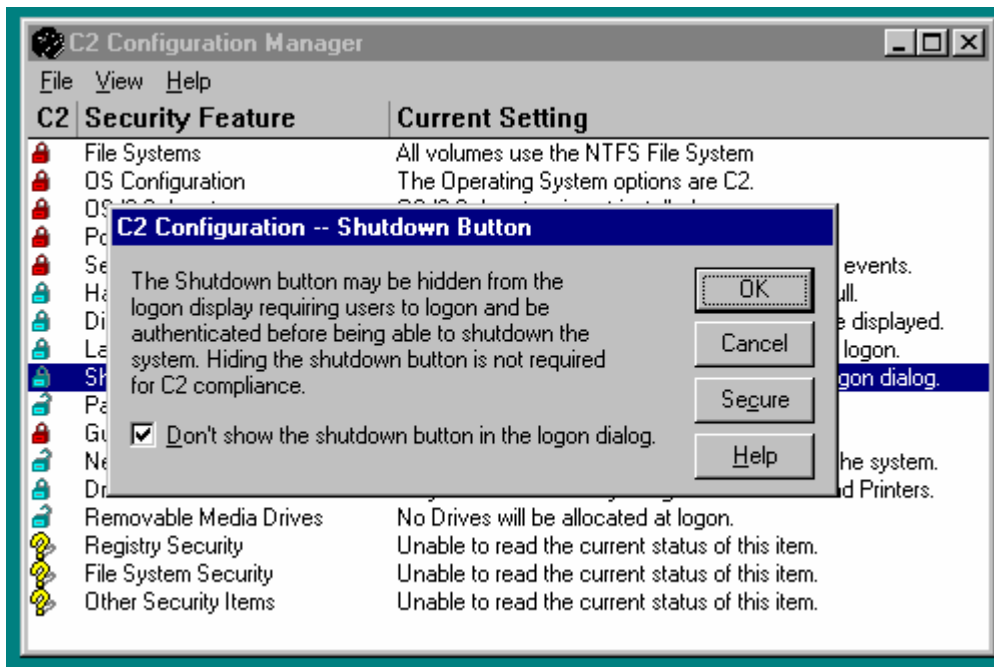 C2 Configuration Manager
File View Help
C2 Security Feature Current Setting
File Systems All volumes use the NTFS File System
OS Configuration The Operating System options are C2.
C2 Configuration -- Shutdown Button
The Shutdown button may be hidden from the
logon display requiring users to logon and be
authenticated before being able to shutdown the
system. Hiding the shutdown button is not required
for C2 compliance.
Don't show the shutdown button in the logon dialog.
OK
Cancel
Secure
Help
events.
displayed.
logon.
dialog.
the system.
Printers.
Removable Media Drives No Drives will be allocated at logon.
Registry Security Unable to read the current status of this item.
File System Security Unable to read the current status of this item.
Other Security Items Unable to read the current status of this item.